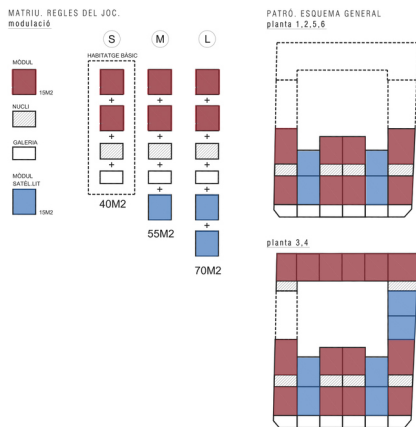 MATRIU. REGLES DEL JOC.
modulació
S
M
L
HABITATGE BÀSIC
MÒDUL
15M2
NUCLI
GALERIA
MÒDUL
SATÈL.LIT
15M2
+
+
+
+
+
+
+
+
+
+
+
+
40M2
55M2
70M2
PATRÓ. ESQUEMA GENERAL
planta 1,2,5,6
planta 3,4